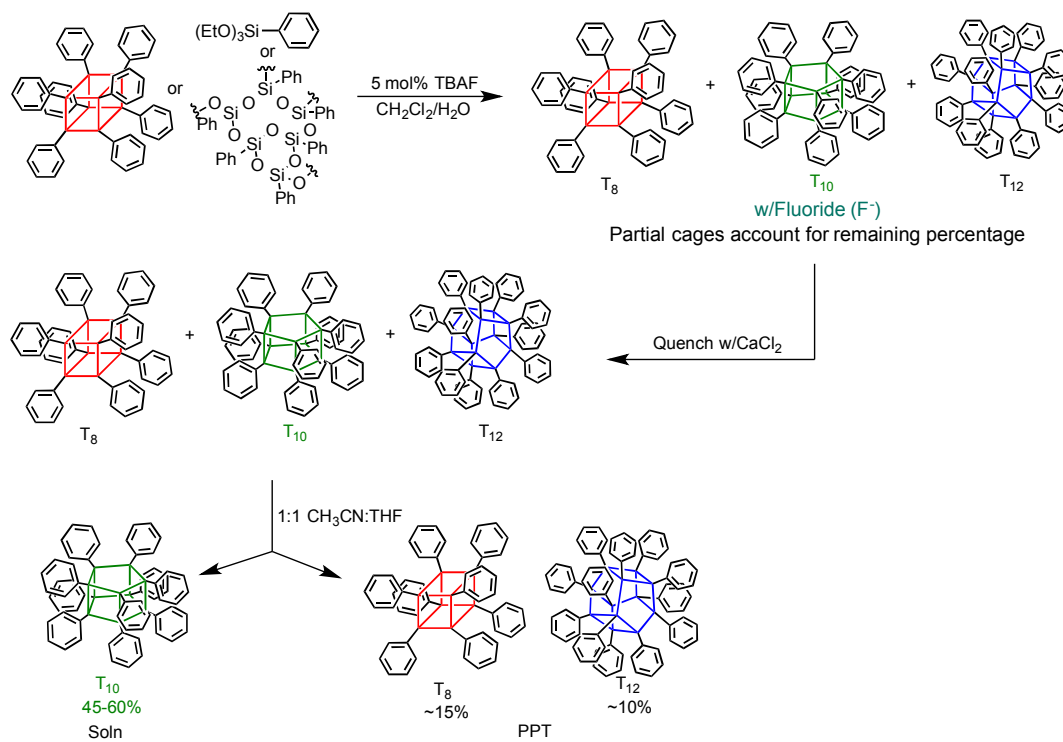 (EtO)3Si
or
or
Ph
Si
O
Ph
Si
O
O
Si
Ph
O
O
O
O
Si
Si
Ph
Si
Ph
O
O
Si
O
Ph
5 mol% TBAF
CH2Cl2/H2O
+
+
T8
T10
T12
w/Fluoride (F-)
Partial cages account for remaining percentage
Quench w/CaCl2
+
+
T8
T10
T12
1:1 CH3CN:THF
T10
45-60%
Soln
T8
~15%
T12
~10%
PPT